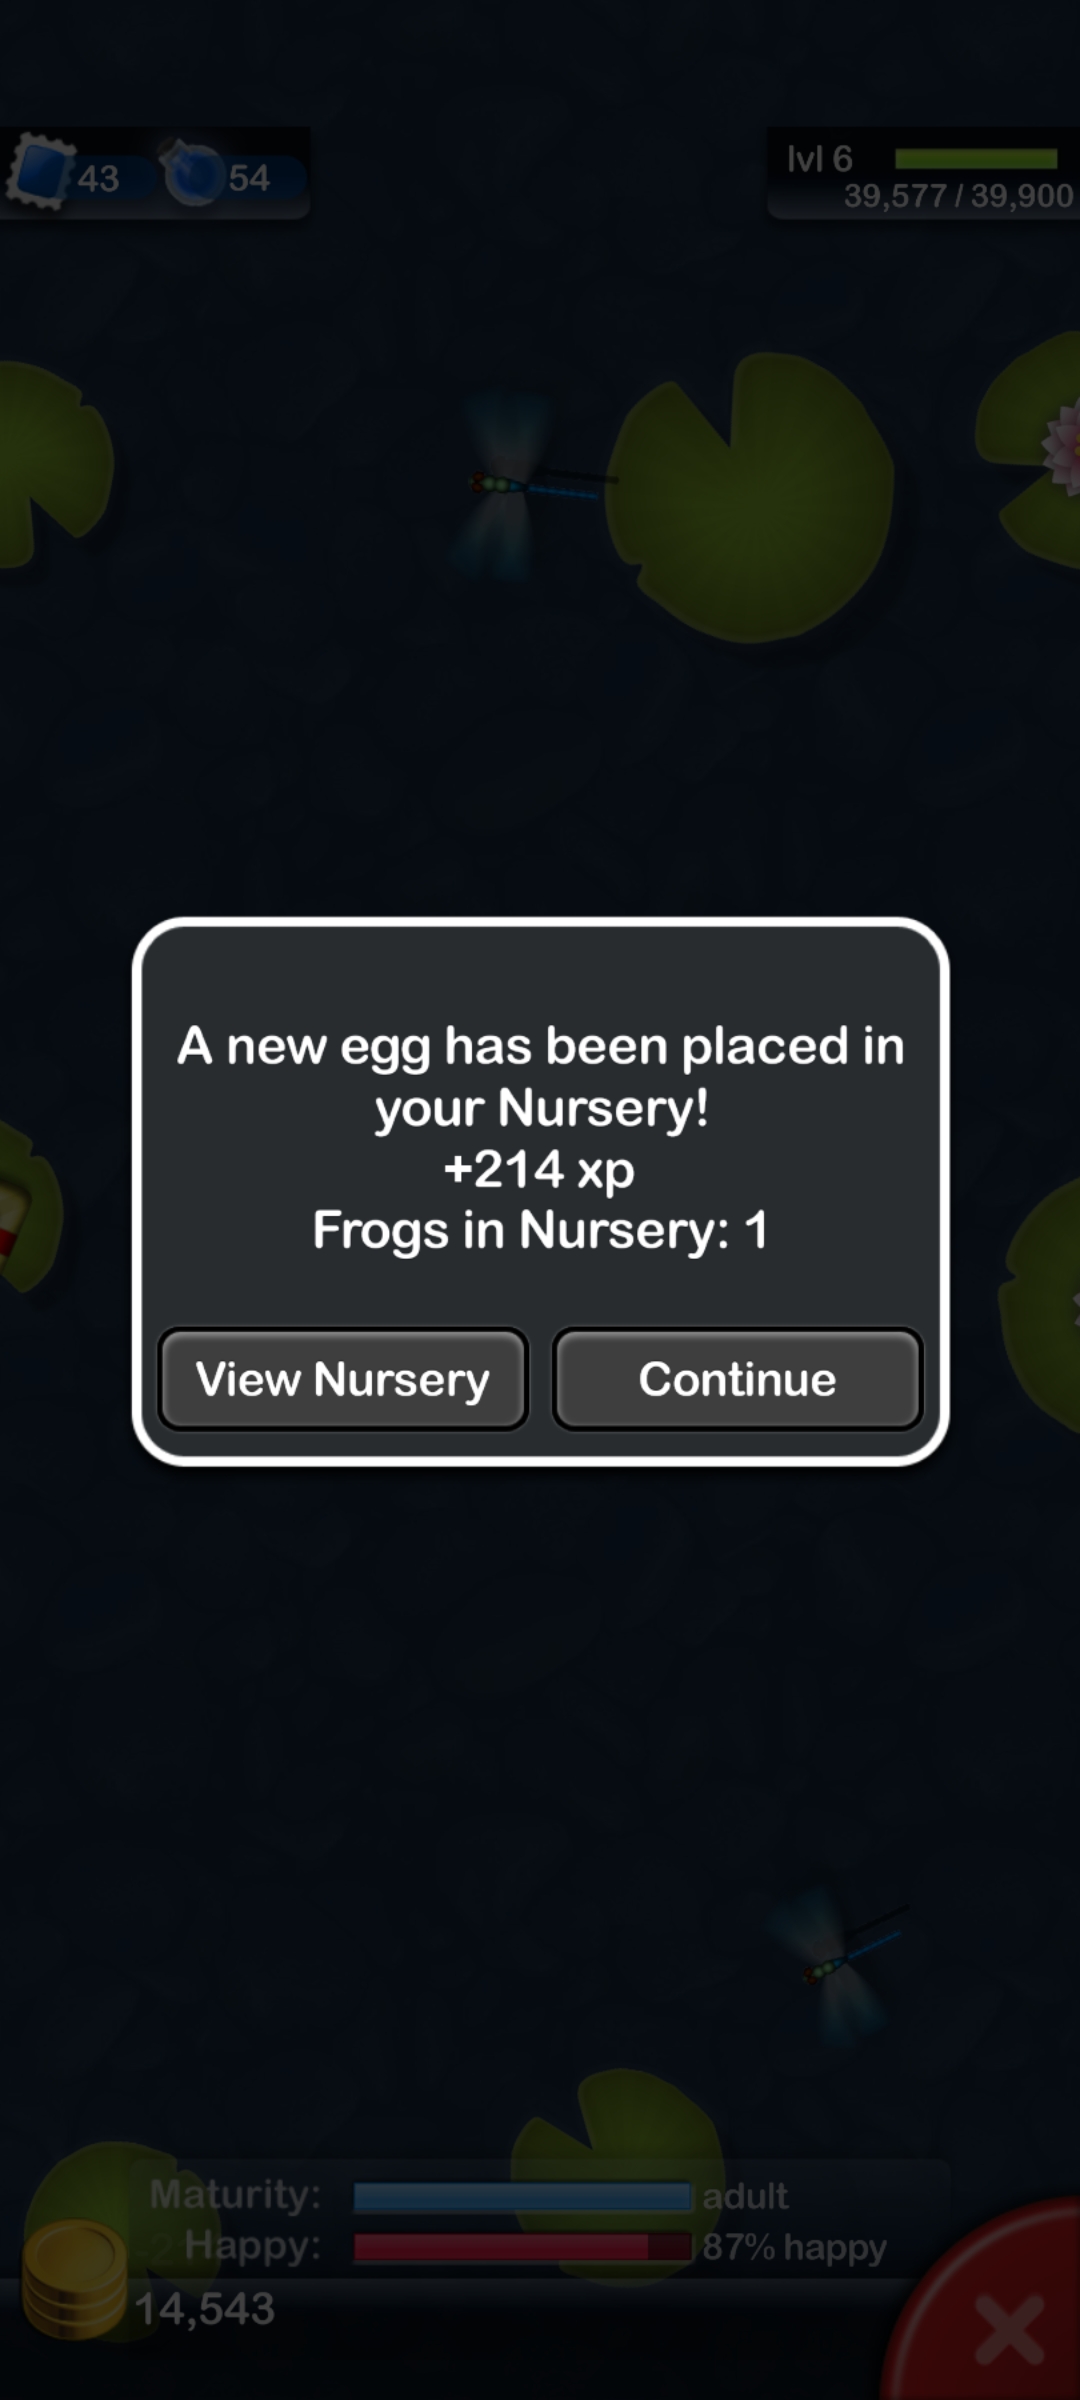 43
54
lvl 6
39,577 / 39,900
A new egg has been placed in
your Nursery!
+214 xp
Frogs in Nursery: 1
View Nursery
Continue
Maturity:
adult
Happy:
87% happy
14,543